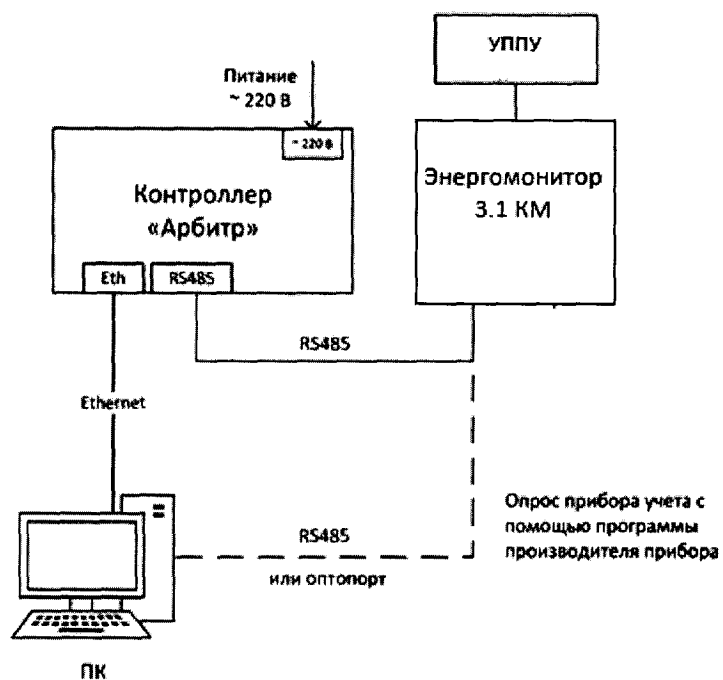 УППУ
Питание
~ 220 В
~ 220 В
Контроллер
«Арбитр»
Энергомонитор
3.1 КМ
Eth
RS485
RS485
Ethernet
Опрос прибора учета с
помощью программы
производителя прибора
RS485
или оптопорт
ПК